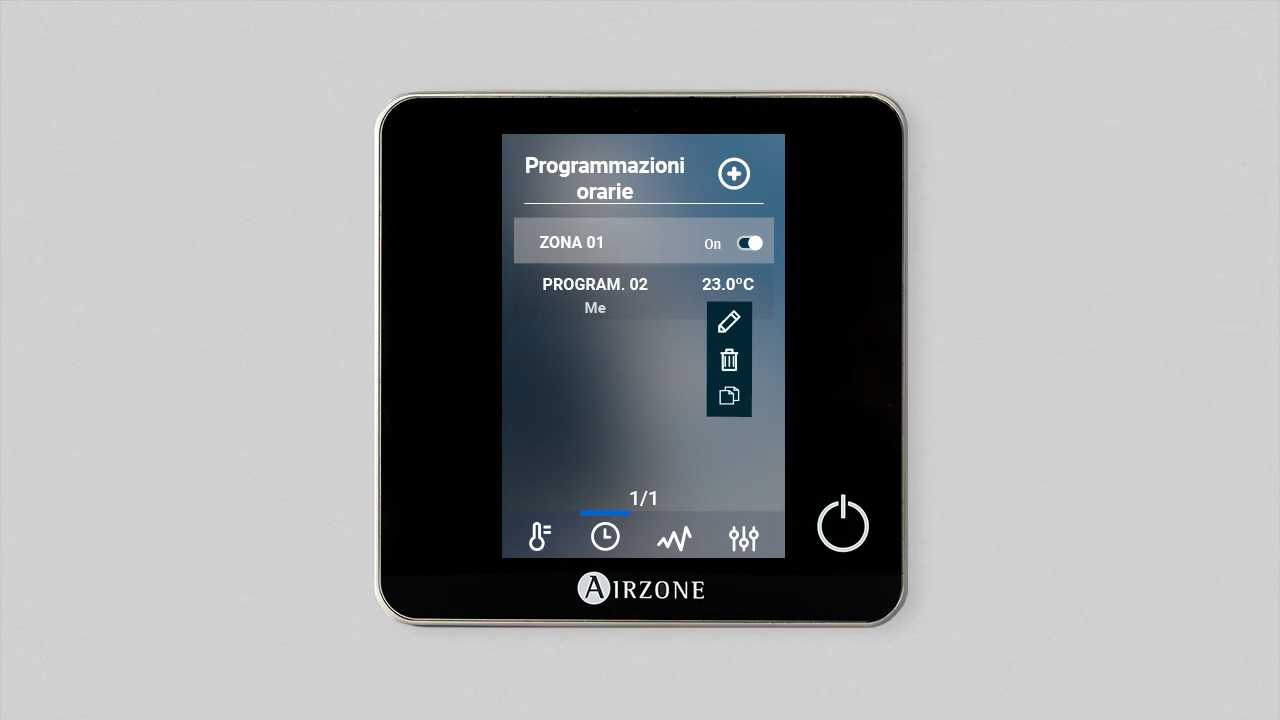 Programmazioni
orarie
ZONA 01 On
PROGRAM. 02 23.0ºC
Me
1/1
AIRZONE